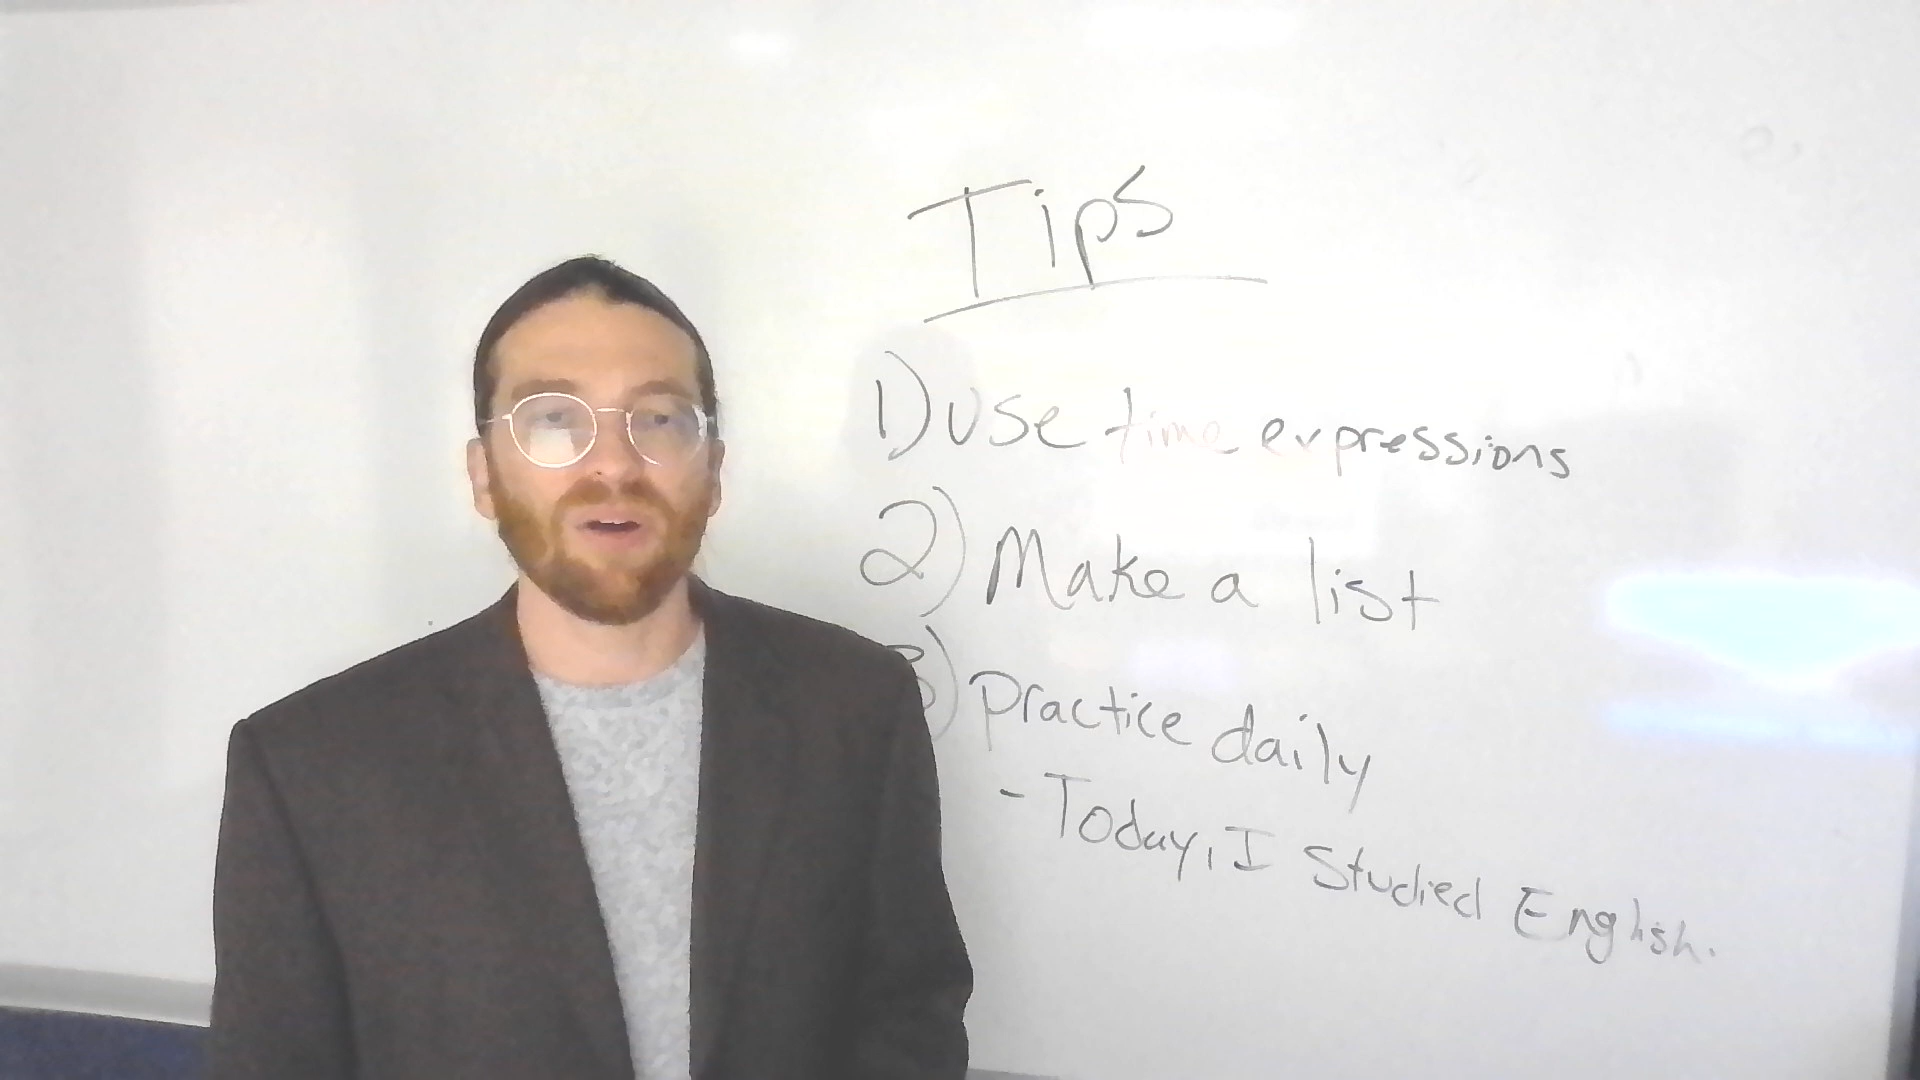 Tips
1) use time expressions
2) Make a list
3) practice daily
- Today, I Studied English.